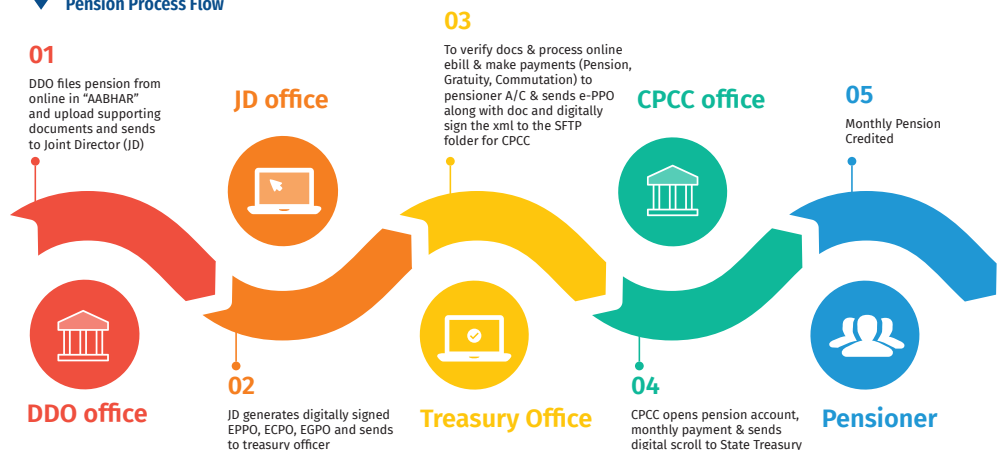 Pension Process Flow
01
DDO files pension from
online in “AABHAR”
and upload supporting
documents and sends
to Joint Director (JD)
DDO office
JD office
02
JD generates digitally signed
EPPO, ECPO, EGPO and sends
to treasury officer
03
To verify docs & process online
ebill & make payments (Pension,
Gratuity, Commutation) to
pensioner A/C & sends e-PPO
along with doc and digitally
sign the xml to the SFTP
folder for CPCC
Treasury Office
CPCC office
04
CPCC opens pension account,
monthly payment & sends
digital scroll to State Treasury
05
Monthly Pension
Credited
Pensioner